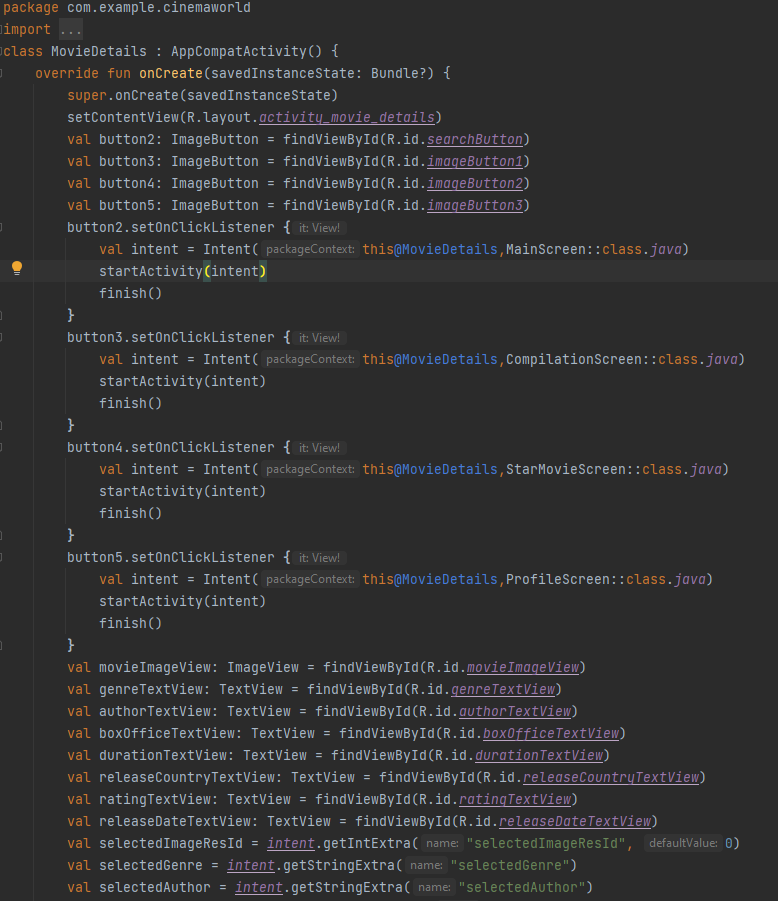 package com.example.cinemaworld
import ...
class MovieDetails : AppCompatActivity() {
    override fun onCreate(savedInstanceState: Bundle?) {
        super.onCreate(savedInstanceState)
        setContentView(R.layout.activity_movie_details)
        val button2: ImageButton = findViewById(R.id.searchButton)
        val button3: ImageButton = findViewById(R.id.imageButton1)
        val button4: ImageButton = findViewById(R.id.imageButton2)
        val button5: ImageButton = findViewById(R.id.imageButton3)
        button2.setOnClickListener { it: View!
            val intent = Intent( packageContext: this@MovieDetails,MainScreen::class.java)
            startActivity(intent)
            finish()
        }
        button3.setOnClickListener { it: View!
            val intent = Intent( packageContext: this@MovieDetails,CompilationScreen::class.java)
            startActivity(intent)
            finish()
        }
        button4.setOnClickListener { it: View!
            val intent = Intent( packageContext: this@MovieDetails,StarMovieScreen::class.java)
            startActivity(intent)
            finish()
        }
        button5.setOnClickListener { it: View!
            val intent = Intent( packageContext: this@MovieDetails,ProfileScreen::class.java)
            startActivity(intent)
            finish()
        }
        val movieImageView: ImageView = findViewById(R.id.movieImageView)
        val genreTextView: TextView = findViewById(R.id.genreTextView)
        val authorTextView: TextView = findViewById(R.id.authorTextView)
        val boxOfficeTextView: TextView = findViewById(R.id.boxOfficeTextView)
        val durationTextView: TextView = findViewById(R.id.durationTextView)
        val releaseCountryTextView: TextView = findViewById(R.id.releaseCountryTextView)
        val ratingTextView: TextView = findViewById(R.id.ratingTextView)
        val releaseDateTextView: TextView = findViewById(R.id.releaseDateTextView)
        val selectedImageResId = intent.getIntExtra( name: "selectedImageResId", defaultValue: 0)
        val selectedGenre = intent.getStringExtra( name: "selectedGenre")
        val selectedAuthor = intent.getStringExtra( name: "selectedAuthor")